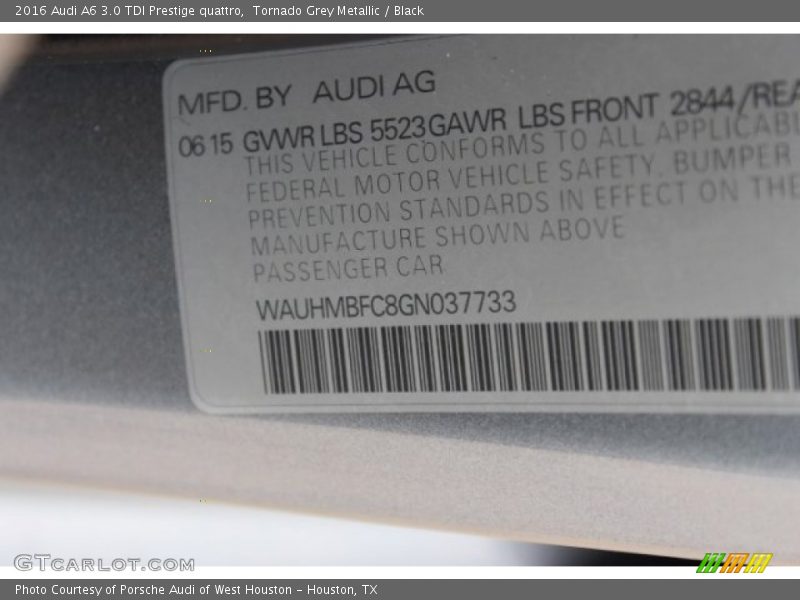 2016 Audi A6 3.0 TDI Prestige quattro,  Tornado Grey Metallic / Black
MFD. BY AUDI AG
06 15 GVWR LBS 5523 GAWR LBS FRONT 2844/REA
THIS VEHICLE CONFORMS TO ALL APPLICABL
FEDERAL MOTOR VEHICLE SAFETY. BUMPER
PREVENTION STANDARDS IN EFFECT ON THE
MANUFACTURE SHOWN ABOVE
PASSENGER CAR
WAUHMBFC8GN037733
GTcarlot.com
Photo Courtesy of Porsche Audi of West Houston - Houston, TX